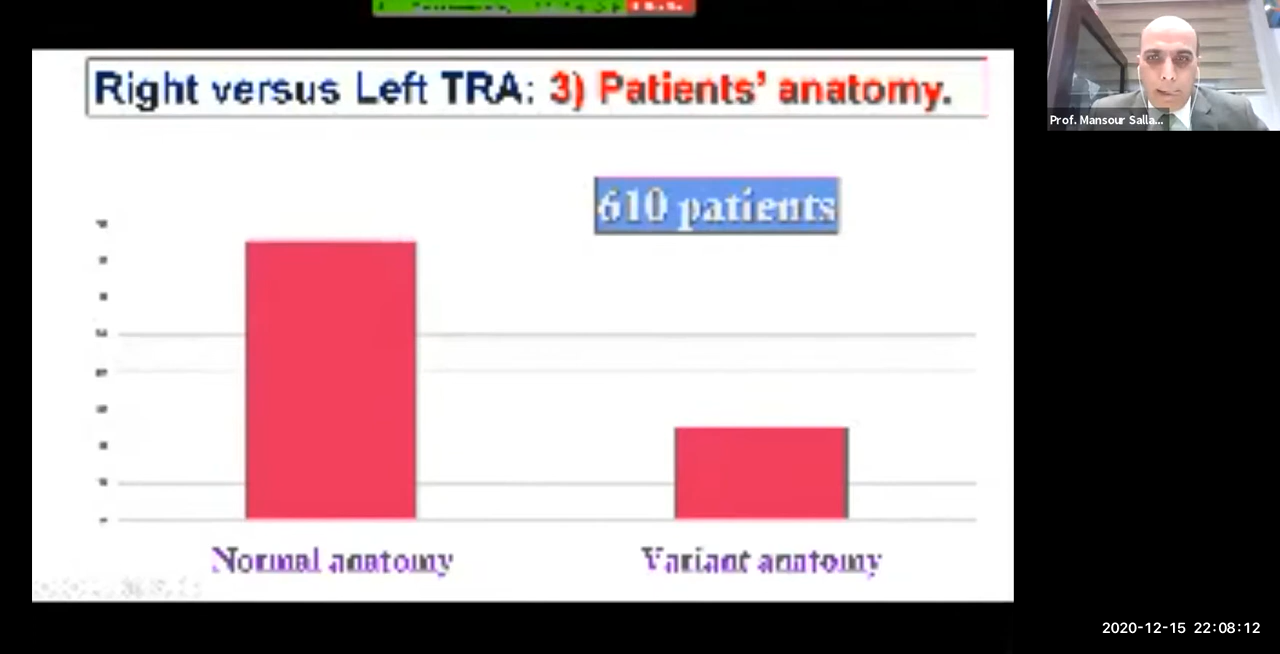 Right versus Left TRA: 3) Patients’ anatomy.
610 patients
Normal anatomy
Variant anatomy
Prof. Mansour Salla...
2020-12-15 22:08:12